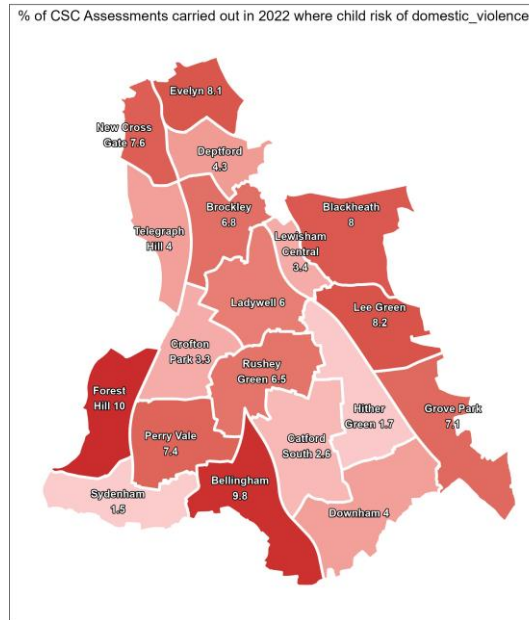 % of CSC Assessments carried out in 2022 where child risk of domestic_violence
Evelyn 8.1
New Cross
Gate 7.6
Deptford
4.3
Brockley
6.8
Blackheath
8
Telegraph
Hill 4
Lewisham
Central
3.4
Ladywell 6
Lee Green
8.2
Crofton
Park 3.3
Rushey
Green 6.5
Forest
Hill 10
Hither
Green 1.7
Grove Park
7.1
Perry Vale
7.4
Catford
South 2.6
Bellingham
9.8
Sydenham
1.5
Downham 4